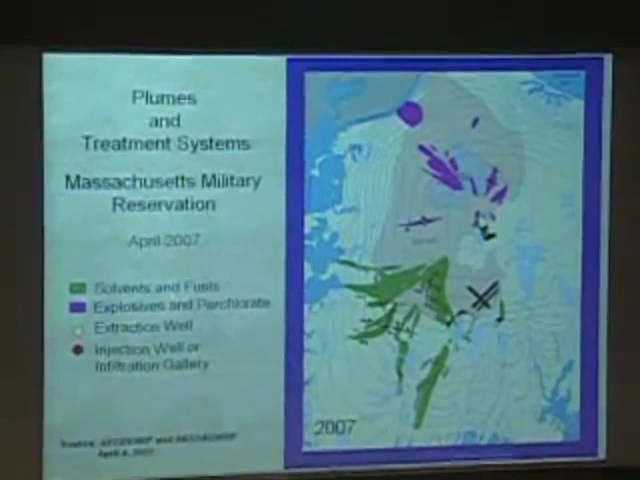 Plumes
and
Treatment Systems
Massachusetts Military
Reservation
April 2007
Solvents and Fuels
Explosives and Perchlorate
Extraction Well
Injection Well or
Infiltration Gallery
2007